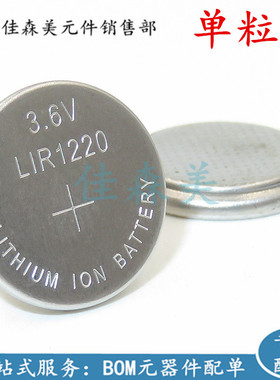 佳森美元件销售部
单粒
3.6V
LIR1220
佳森美
+
LITHIUM ION BATTERY
站式服务：BOM元器件配单